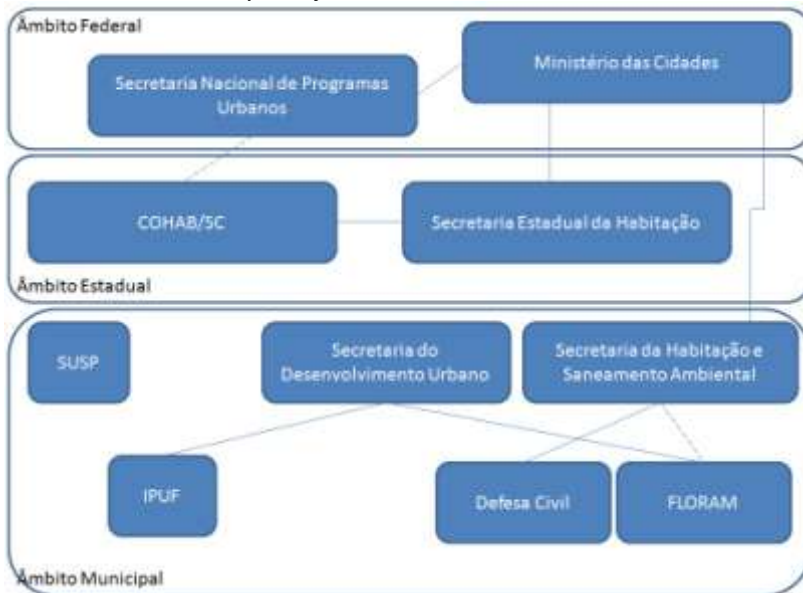 Âmbito Federal
Ministério das Cidades
Secretaria Nacional de Programas
Urbanos
COHAB/SC
Secretaria Estadual da Habitação
Âmbito Estadual
SUSP
Secretaria do
Desenvolvimento Urbano
Secretaria da Habitação e
Saneamento Ambiental
IPUF
Defesa Civil
FLORAM
Âmbito Municipal